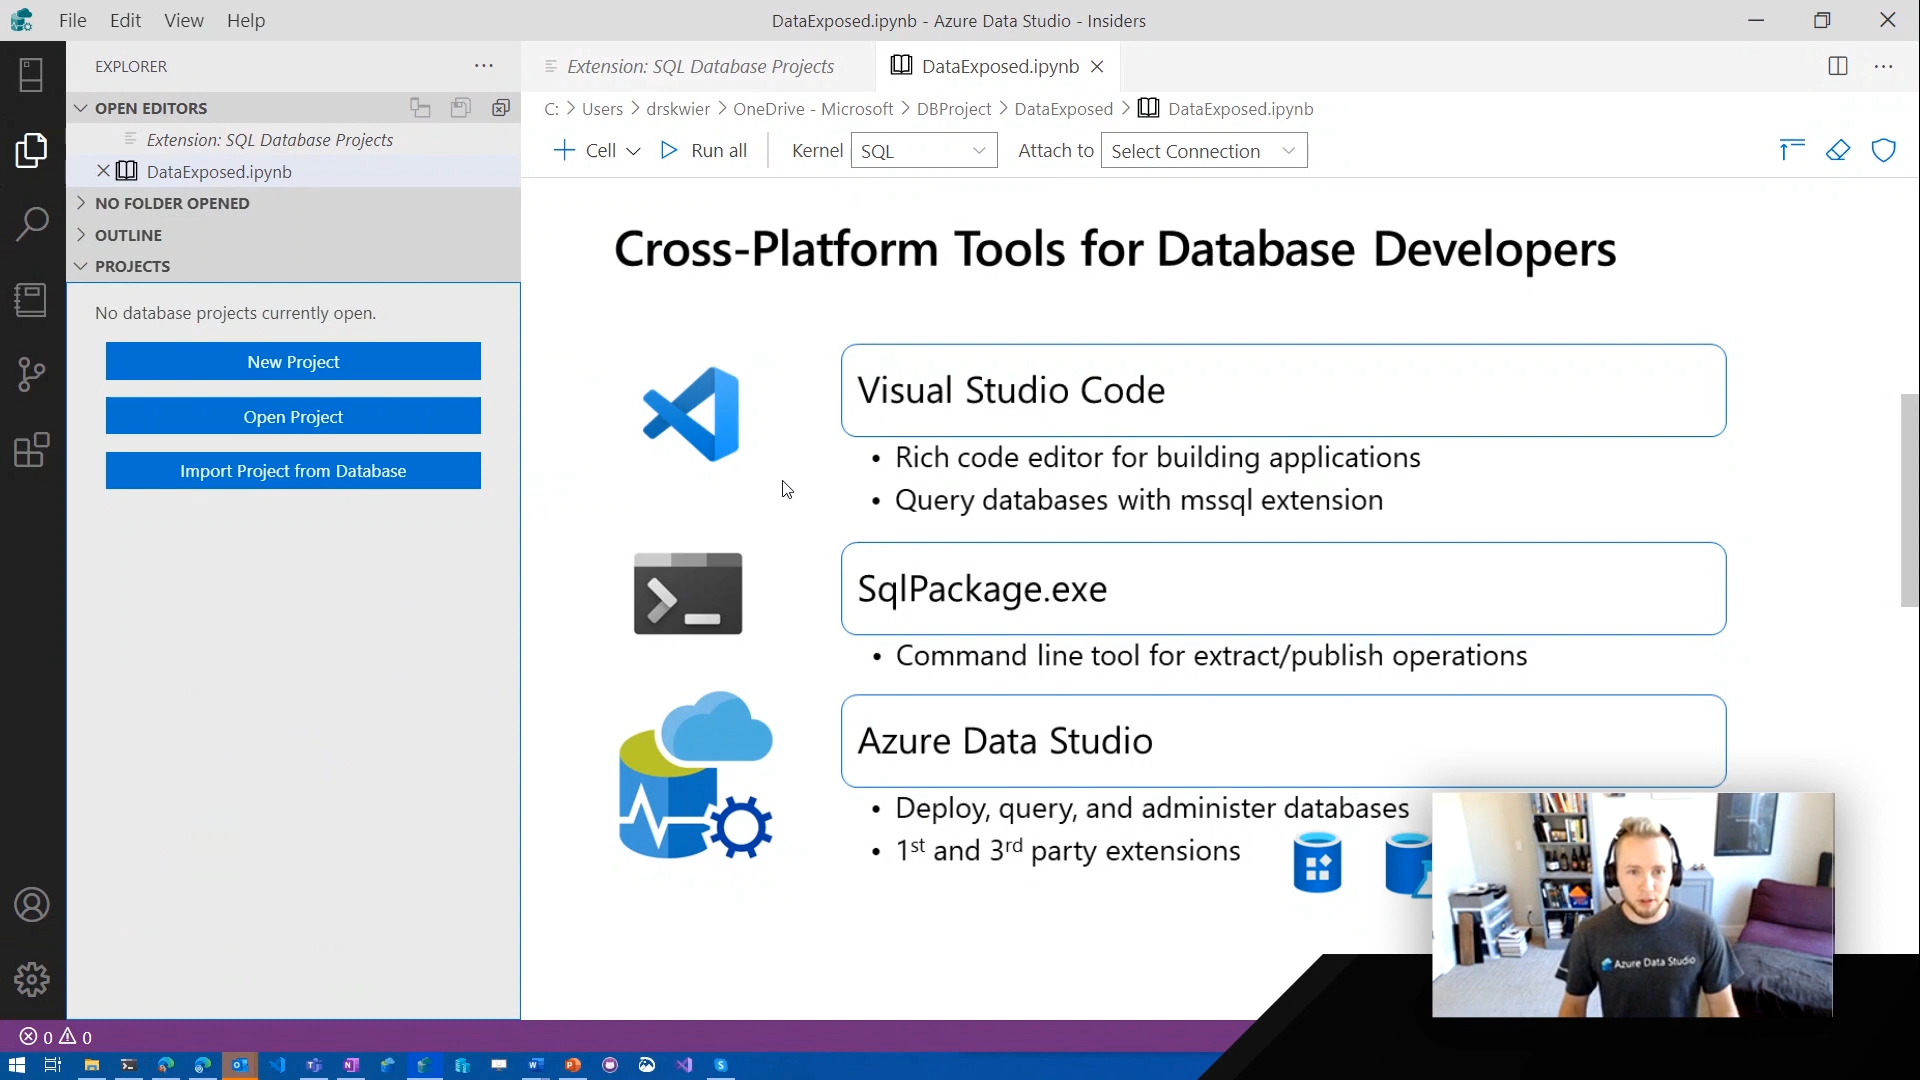 File Edit View Help
DataExposed.ipynb - Azure Data Studio - Insiders
EXPLORER
OPEN EDITORS
Extension: SQL Database Projects
DataExposed.ipynb
NO FOLDER OPENED
OUTLINE
PROJECTS
No database projects currently open.
New Project
Open Project
Import Project from Database
Extension: SQL Database Projects
DataExposed.ipynb
C: > Users > drskwier > OneDrive - Microsoft > DBProject > DataExposed > DataExposed.ipynb
Cell Run all Kernel SQL Attach to Select Connection
Cross-Platform Tools for Database Developers
Visual Studio Code
• Rich code editor for building applications
• Query databases with mssql extension
SqlPackage.exe
• Command line tool for extract/publish operations
Azure Data Studio
• Deploy, query, and administer databases
• 1st and 3rd party extensions
Azure Data Studio
0 0